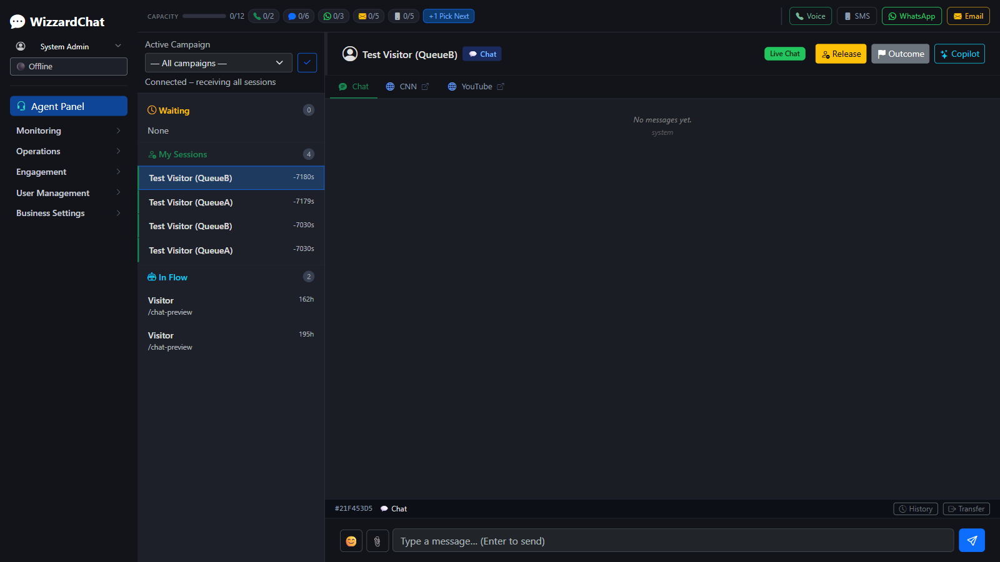 WizzardChat
System Admin
Offline
Agent Panel
Monitoring
Operations
Engagement
User Management
Business Settings
CAPACITY 0/12 0/2 0/6 0/3 0/5 0/5 +1 Pick Next
Voice SMS WhatsApp Email
Active Campaign
— All campaigns —
Connected – receiving all sessions
Waiting 0
None
My Sessions 4
Test Visitor (QueueB) -7180s
Test Visitor (QueueA) -7179s
Test Visitor (QueueB) -7030s
Test Visitor (QueueA) -7030s
In Flow 2
Visitor 162h
/chat-preview
Visitor 195h
/chat-preview
Test Visitor (QueueB) Chat
Live Chat Release Outcome Copilot
Chat CNN YouTube
No messages yet.
system
#21F453D5 Chat
History Transfer
Type a message... (Enter to send)